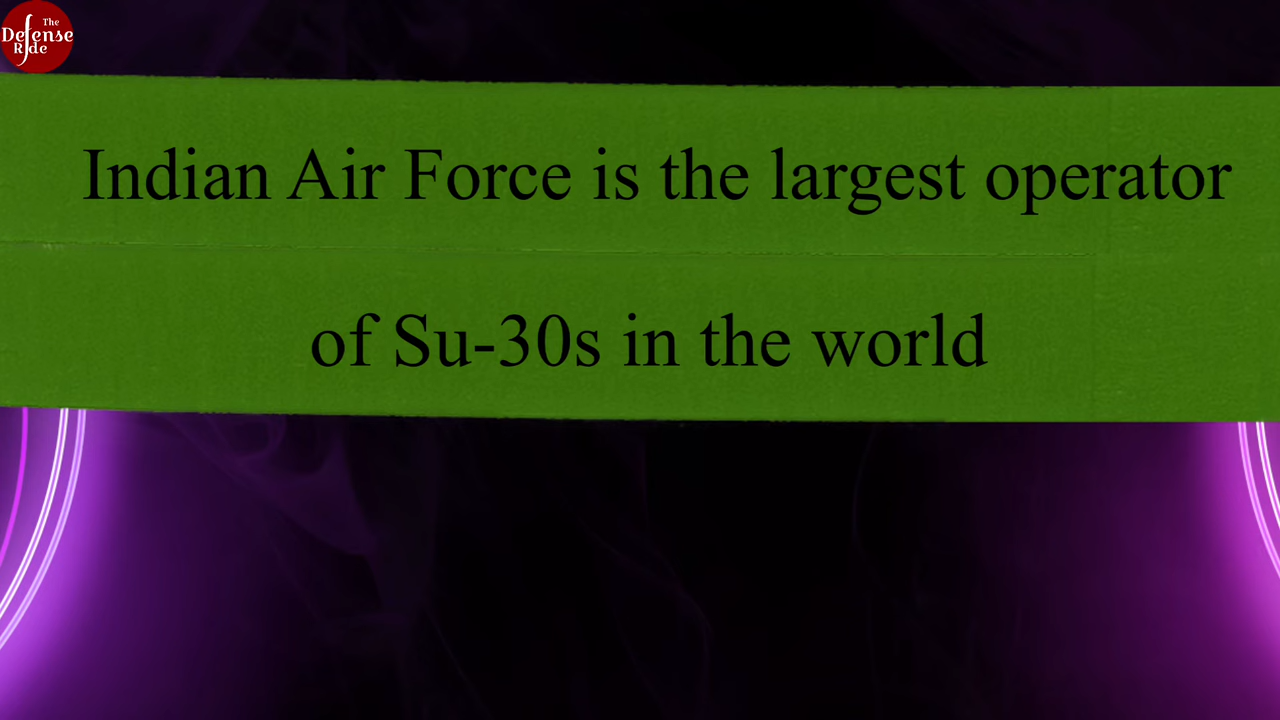 The
Defense
Ride
Indian Air Force is the largest operator
of Su-30s in the world